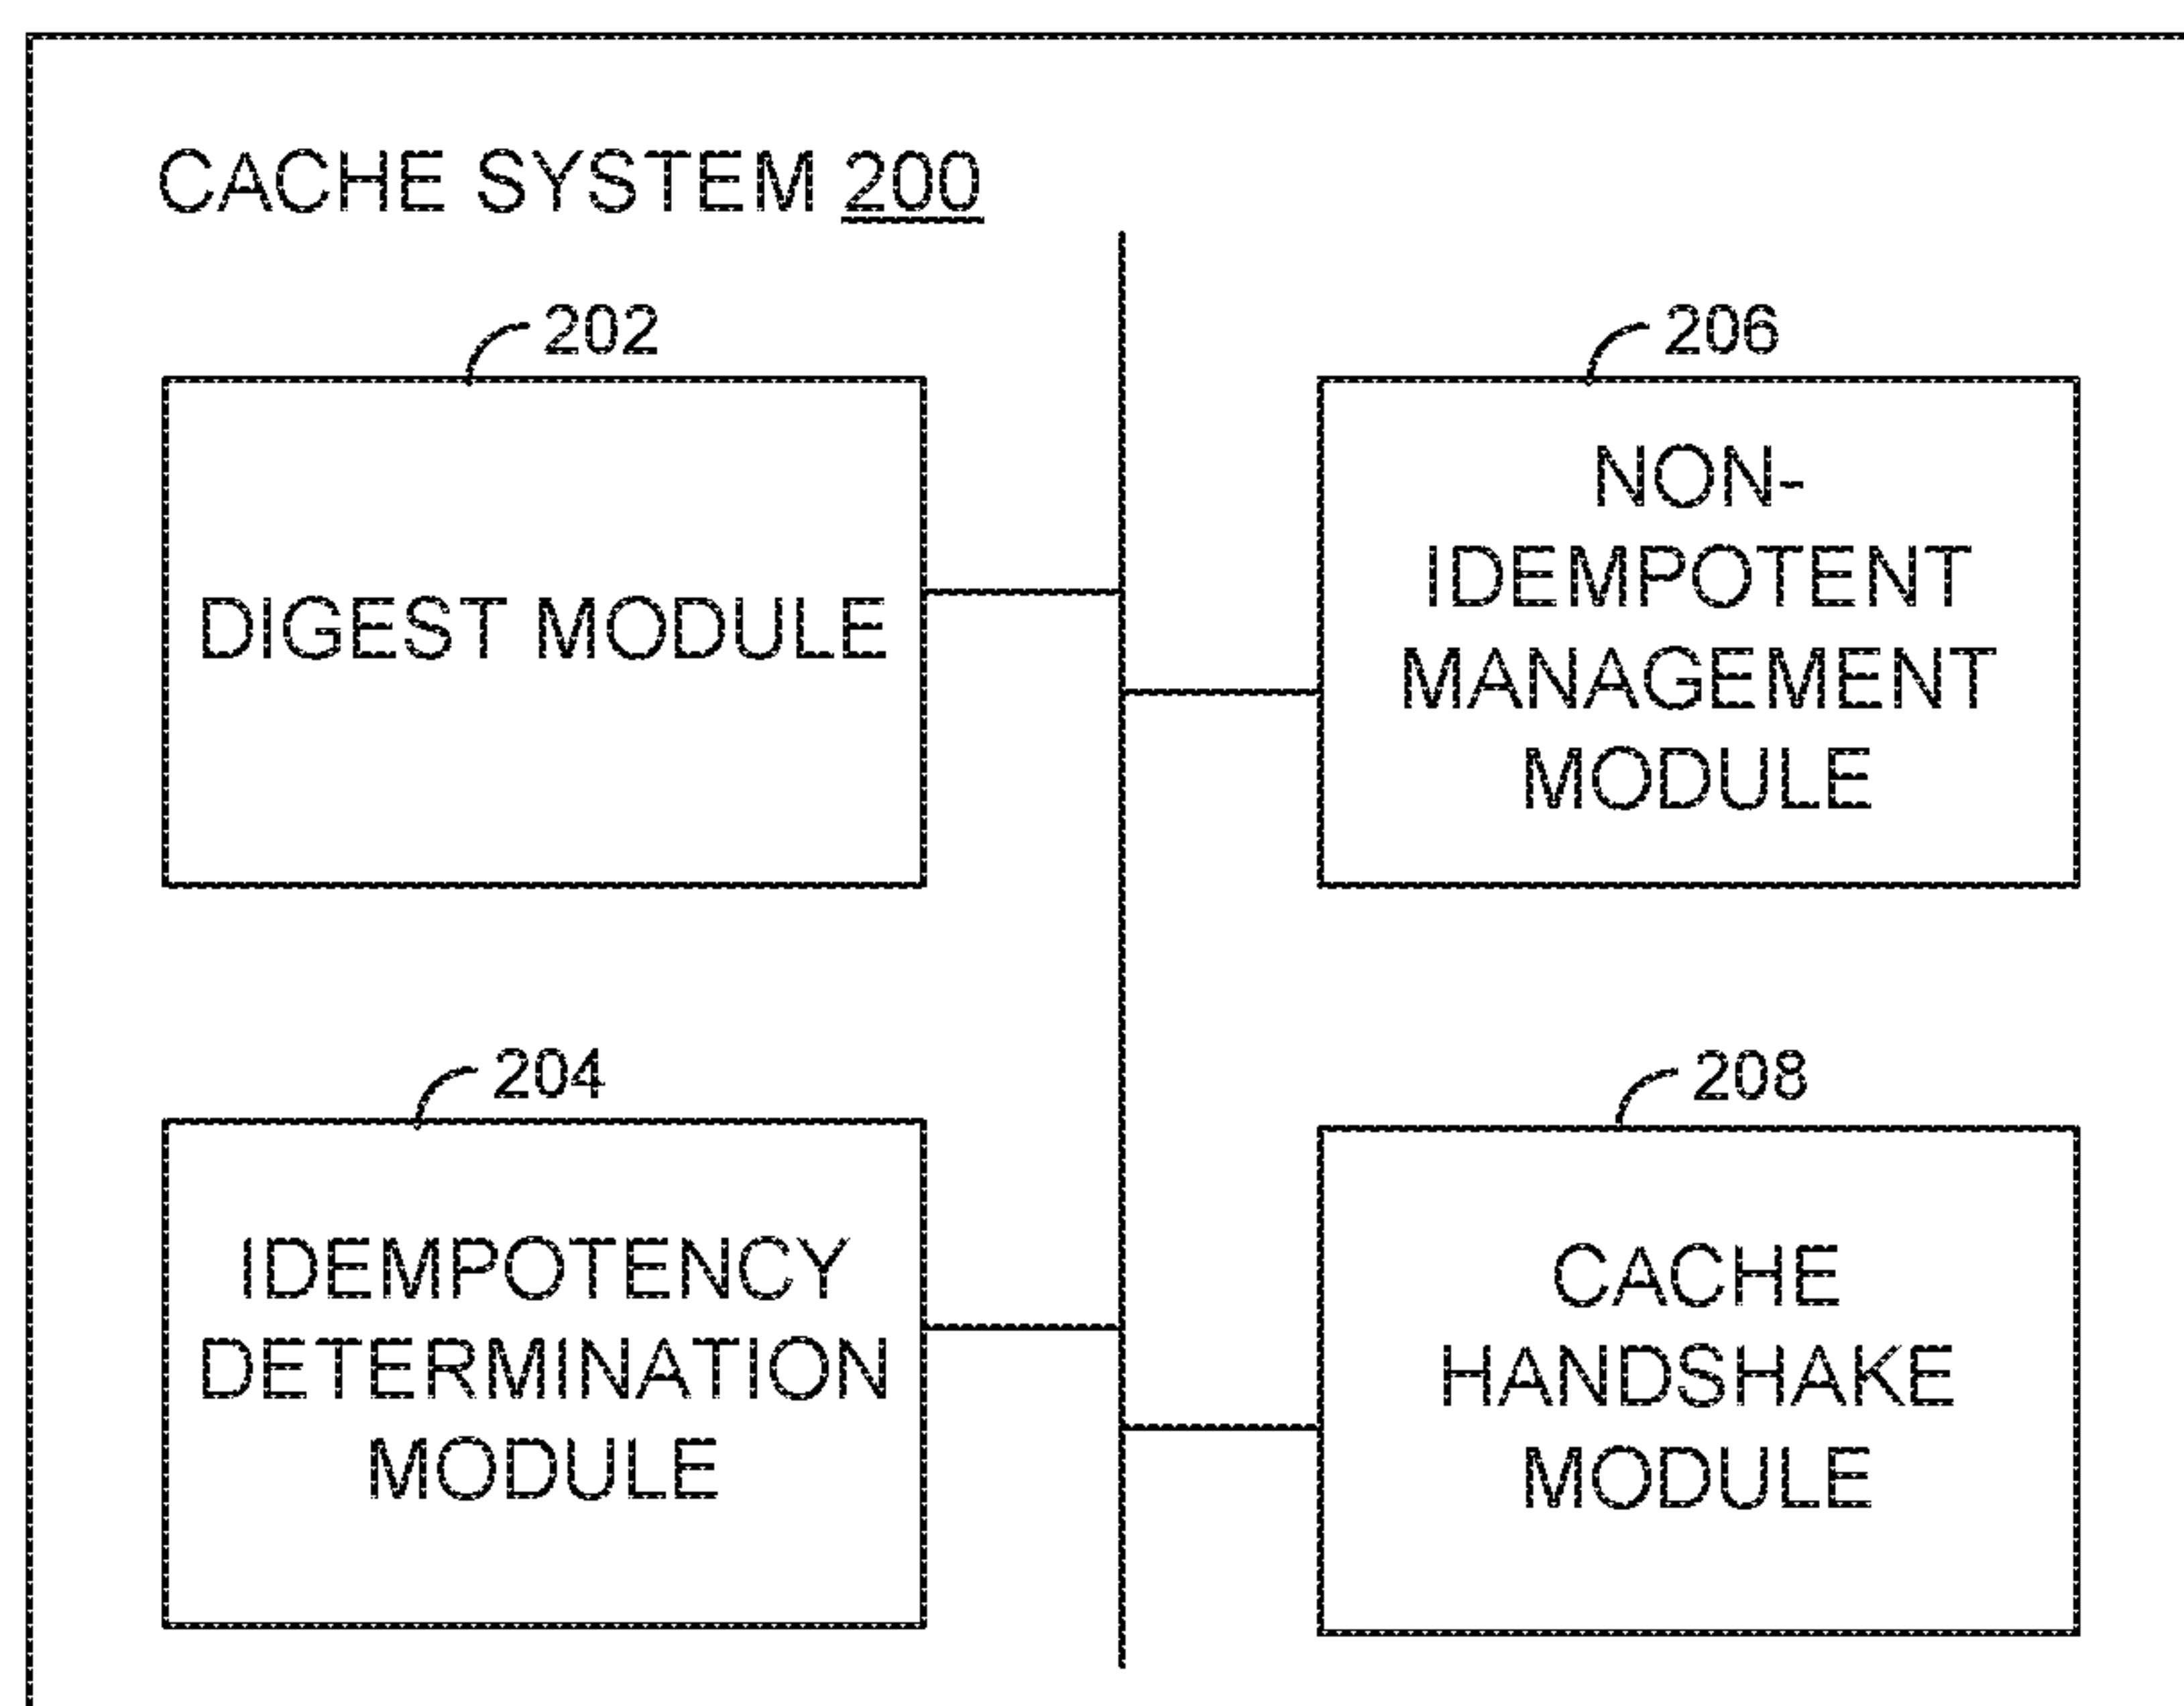 CACHE SYSTEM 200
202
DIGEST MODULE
206
NON-
IDEMPOTENT
MANAGEMENT
MODULE
204
IDEMPOTENCY
DETERMINATION
MODULE
208
CACHE
HANDSHAKE
MODULE